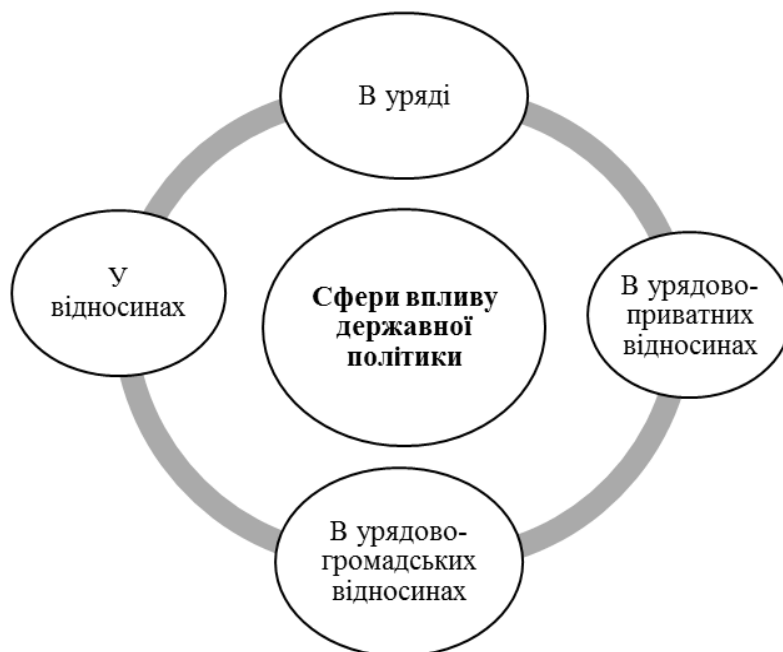 В уряді
У
відносинах
Сфери впливу
державної
політики
В урядово-
приватних
відносинах
В урядово-
громадських
відносинах